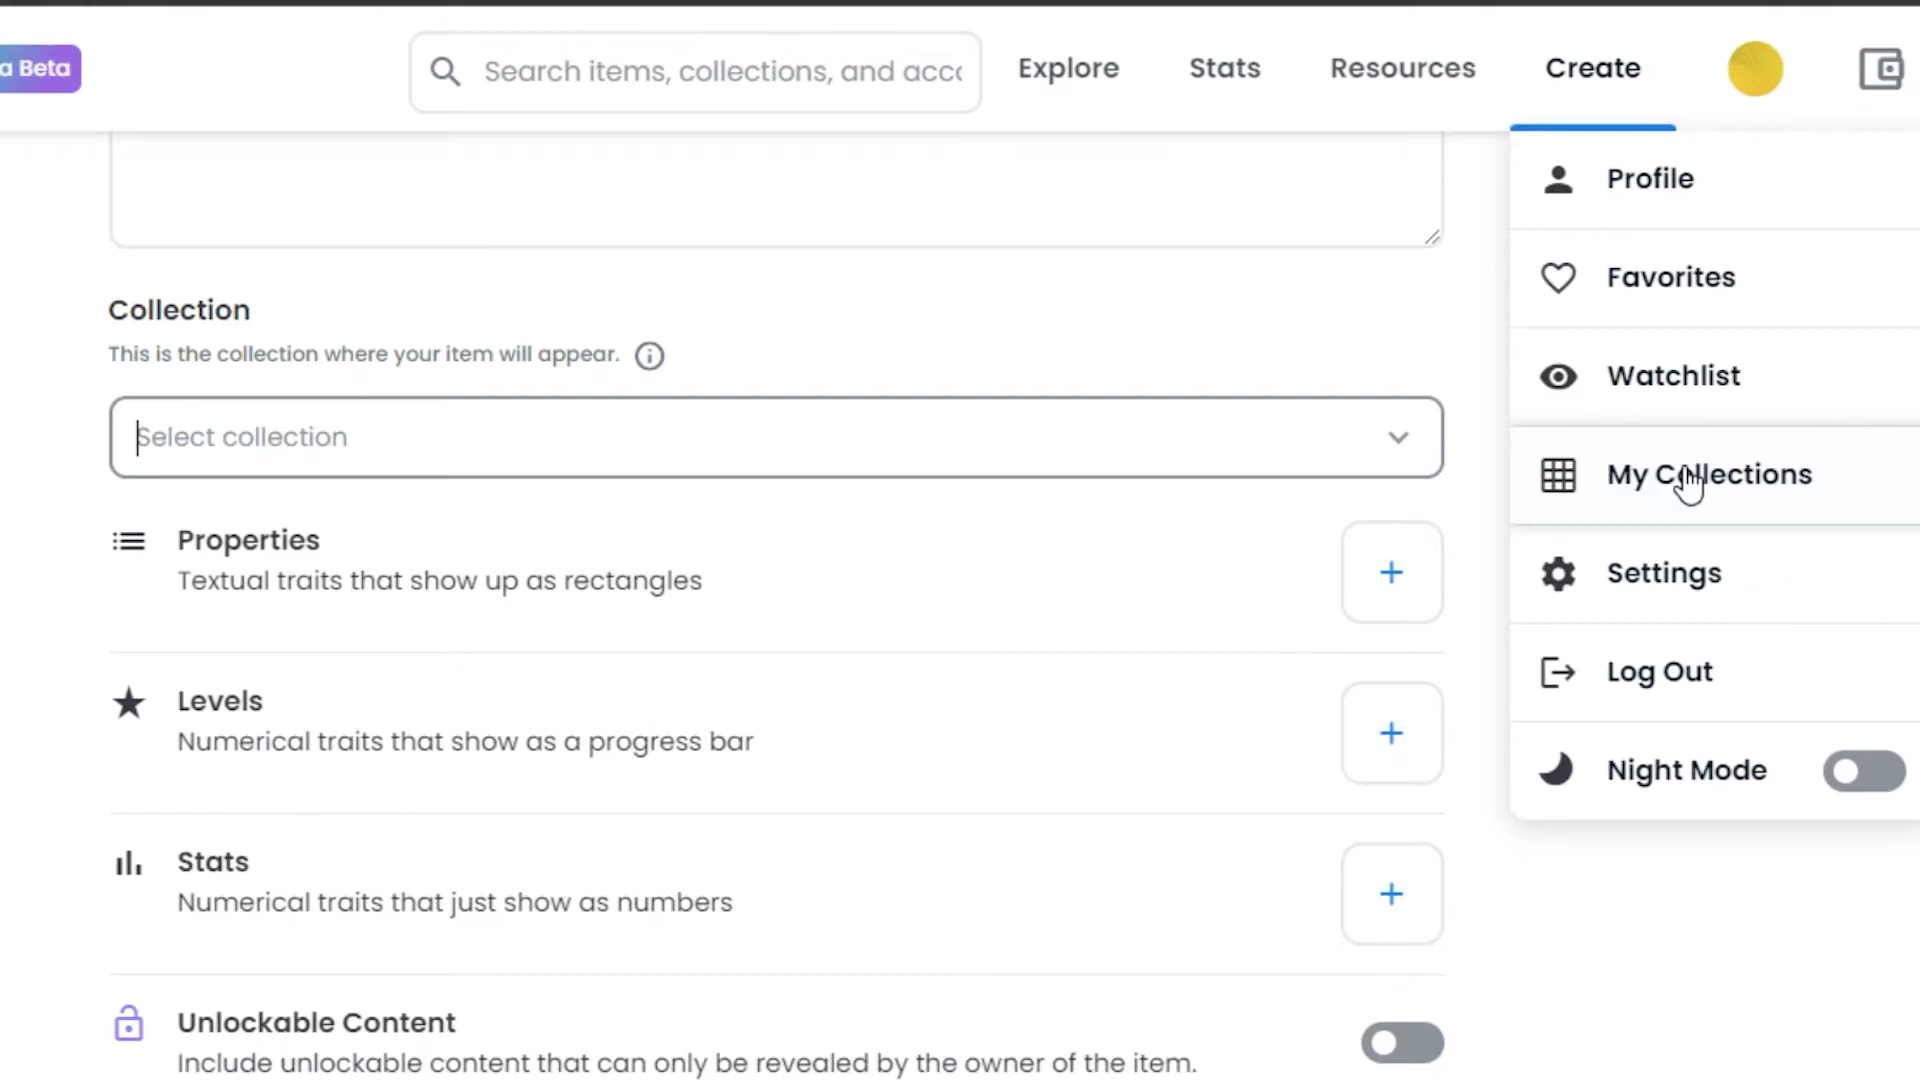 a Beta
Search items, collections, and acco
Explore
Stats
Resources
Create
Profile
Favorites
Watchlist
My Collections
Settings
Log Out
Night Mode
Collection
This is the collection where your item will appear.
Select collection
Properties
Textual traits that show up as rectangles
Levels
Numerical traits that show as a progress bar
Stats
Numerical traits that just show as numbers
Unlockable Content
Include unlockable content that can only be revealed by the owner of the item.